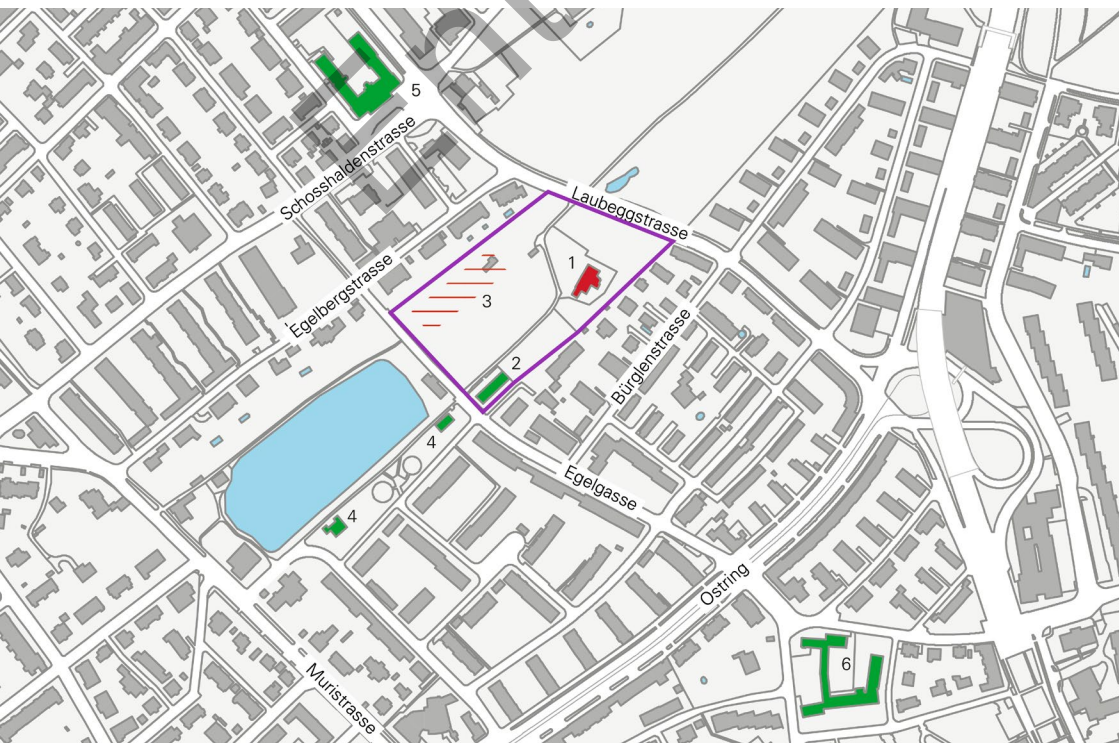 5
Schosshaldenstrasse
Laubeggstrasse
1
Egelbergstrasse
3
2
Bürglenstrasse
4
Egelgasse
4
Ostring
6
Muristrasse